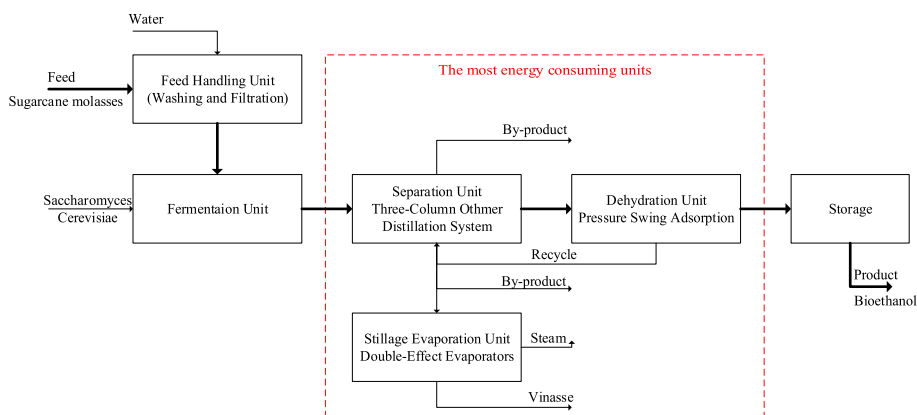 Water
The most energy consuming units
Feed
Sugarcane molasses
Feed Handling Unit
(Washing and Filtration)
By-product
Saccharomyces
Cerevisiae
Fermentaion Unit
Separation Unit
Three-Column Othmer
Distillation System
Dehydration Unit
Pressure Swing Adsorption
Storage
Recycle
By-product
Product
Bioethanol
Stillage Evaporation Unit
Double-Effect Evaporators
Steam
Vinasse